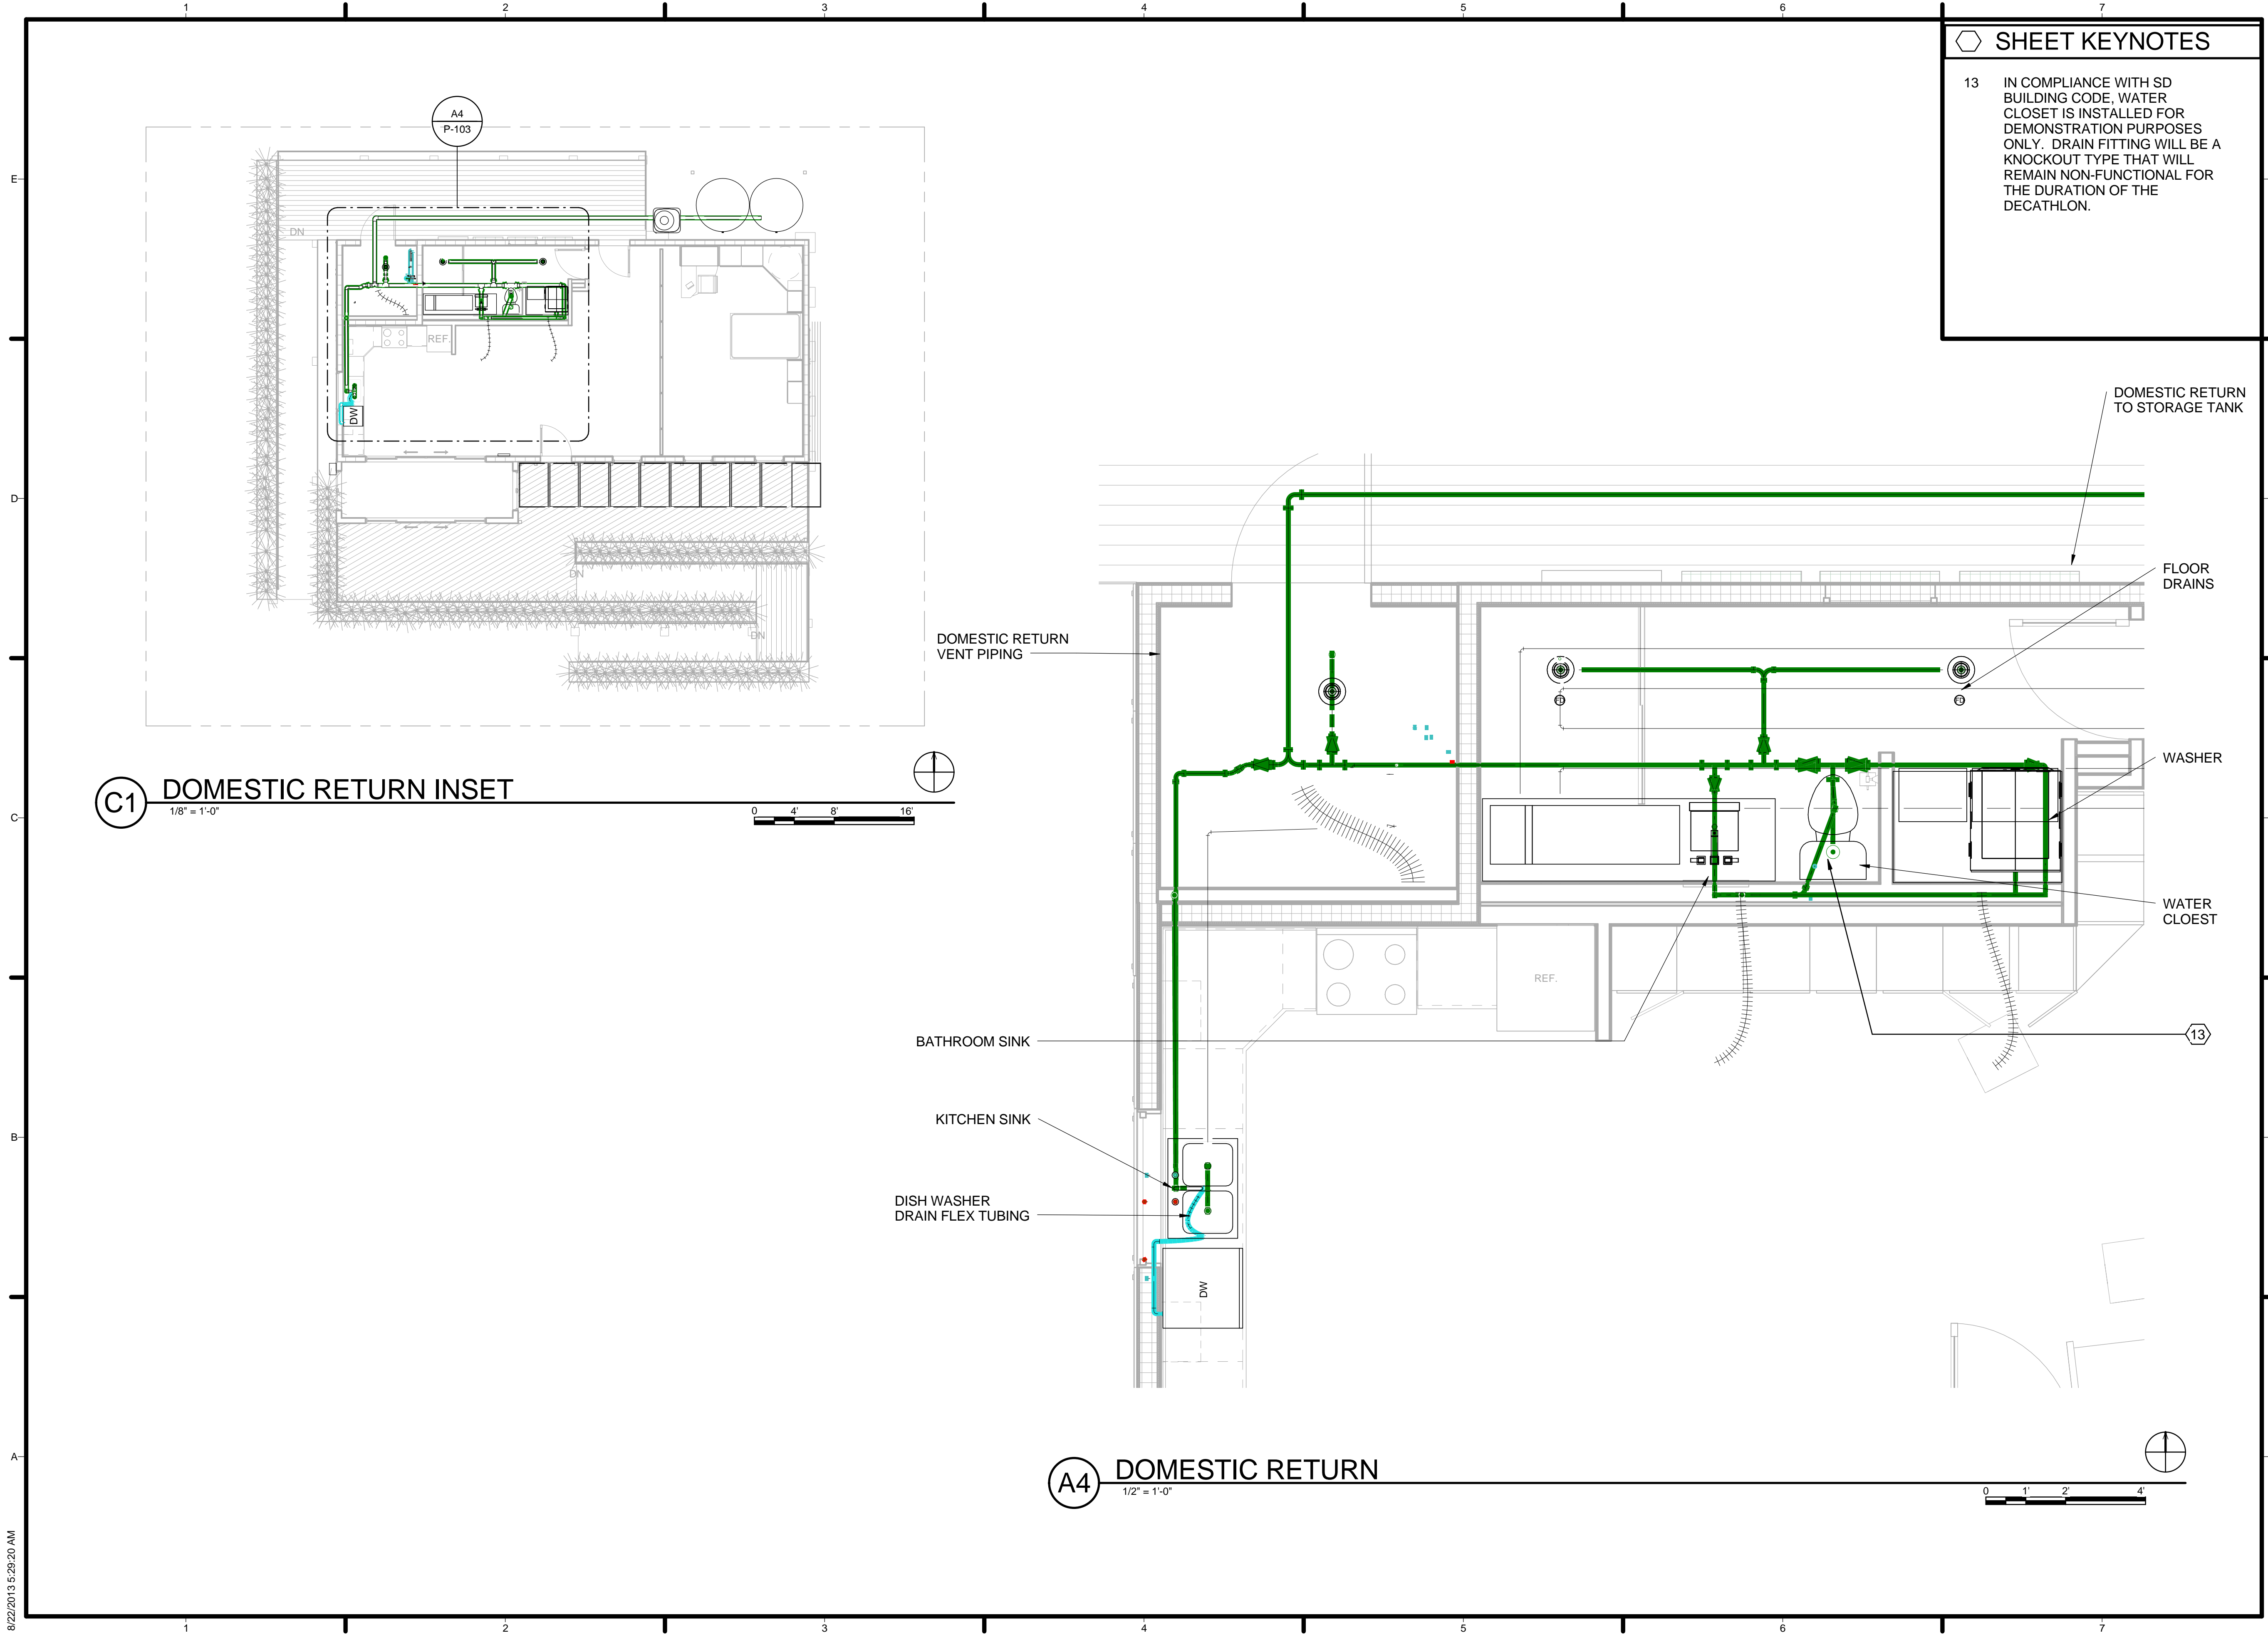 1 2 3 4 5 6 7
SHEET KEYNOTES
13 IN COMPLIANCE WITH SD
BUILDING CODE, WATER
CLOSET IS INSTALLED FOR
DEMONSTRATION PURPOSES
ONLY. DRAIN FITTING WILL BE A
KNOCKOUT TYPE THAT WILL
REMAIN NON-FUNCTIONAL FOR
THE DURATION OF THE
DECATHLON.
A4
P-103
E
DN
REF.
DW
D
DN
DN
DOMESTIC RETURN
TO STORAGE TANK
FLOOR
DRAINS
DOMESTIC RETURN
VENT PIPING
FD
FD
WASHER
C1
DOMESTIC RETURN INSET
1/8" = 1'-0"
0 4' 8' 16'
C
WATER
CLOEST
REF.
BATHROOM SINK
13
KITCHEN SINK
B
DISH WASHER
DRAIN FLEX TUBING
DW
A
A4
DOMESTIC RETURN
1/2" = 1'-0"
0 1' 2' 4'
8/22/2013 5:29:20 AM
1 2 3 4 5 6 7